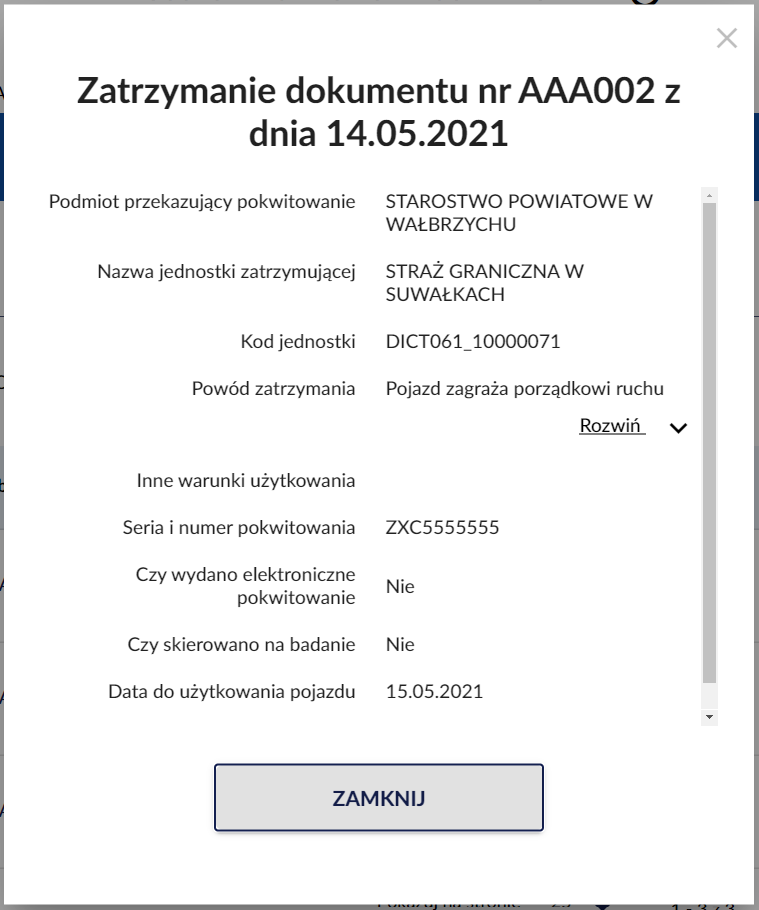 Zatrzymanie dokumentu nr AAA002 z
dnia 14.05.2021
Podmiot przekazujący pokwitowanie STAROSTWO POWIATOWE W
WAŁBRZYCHU
Nazwa jednostki zatrzymującej STRAŻ GRANICZNA W
SUWAŁKACH
Kod jednostki DICT061_10000071
Powód zatrzymania Pojazd zagraża porządkowi ruchu
Rozwiń
Inne warunki użytkowania
Seria i numer pokwitowania ZXC5555555
Czy wydano elektroniczne
pokwitowanie Nie
Czy skierowano na badanie Nie
Data do użytkowania pojazdu 15.05.2021
ZAMKNIJ